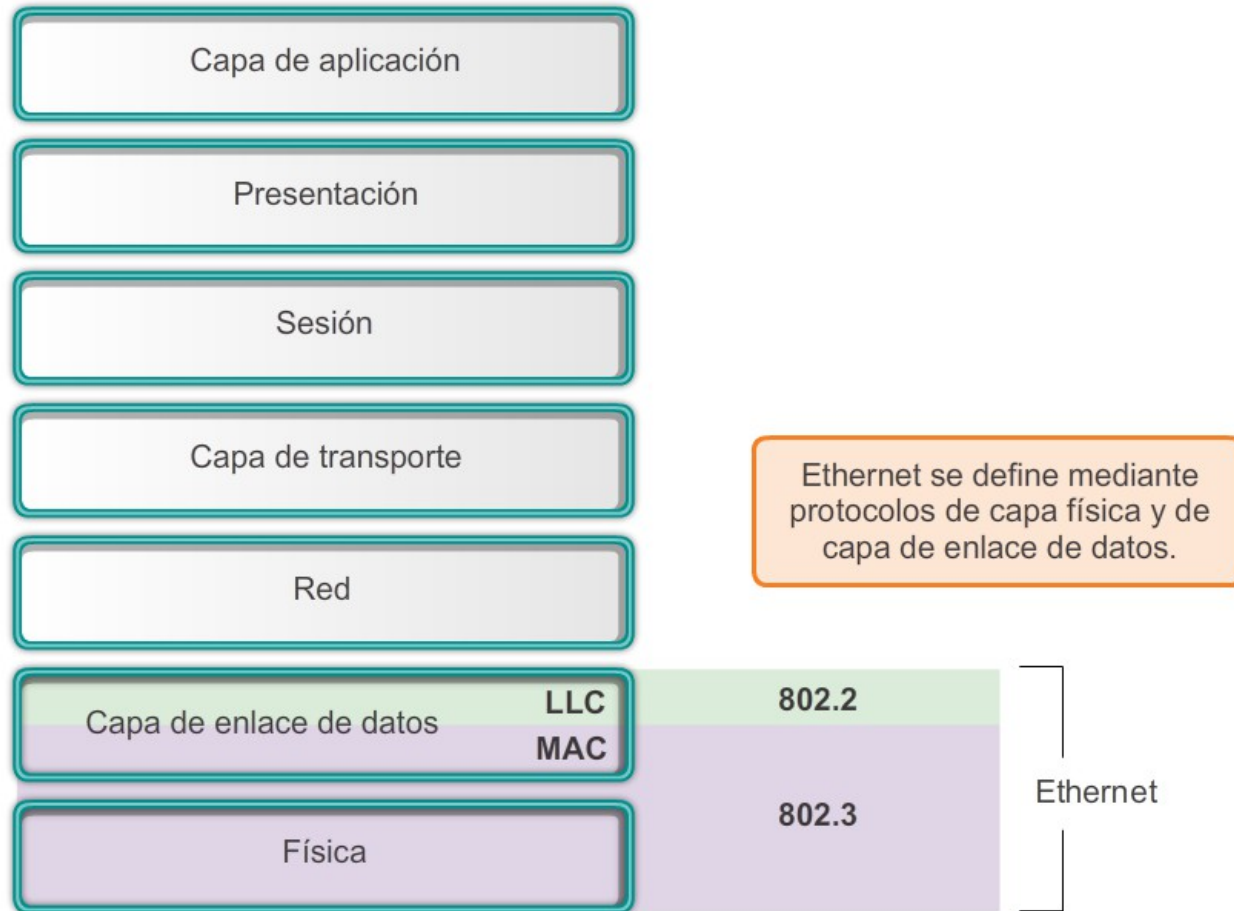 Capa de aplicación
Presentación
Sesión
Capa de transporte
Ethernet se define mediante
protocolos de capa física y de
capa de enlace de datos.
Red
Capa de enlace de datos
LLC
MAC
802.2
802.3
Física
Ethernet